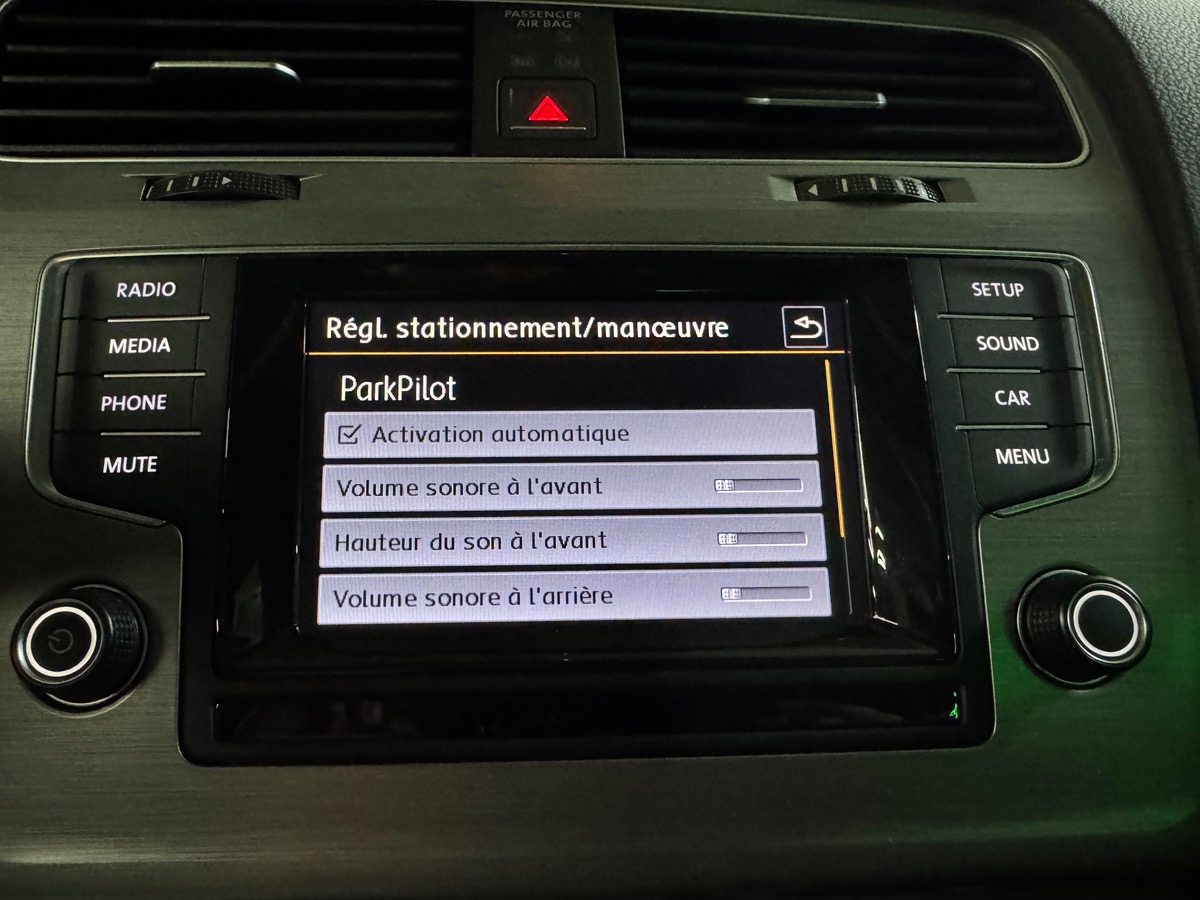 PASSENGER
AIR BAG
RADIO
MEDIA
PHONE
MUTE
Régl. stationnement/manœuvre
ParkPilot
Activation automatique
Volume sonore à l'avant
Hauteur du son à l'avant
Volume sonore à l'arrière
SETUP
SOUND
CAR
MENU